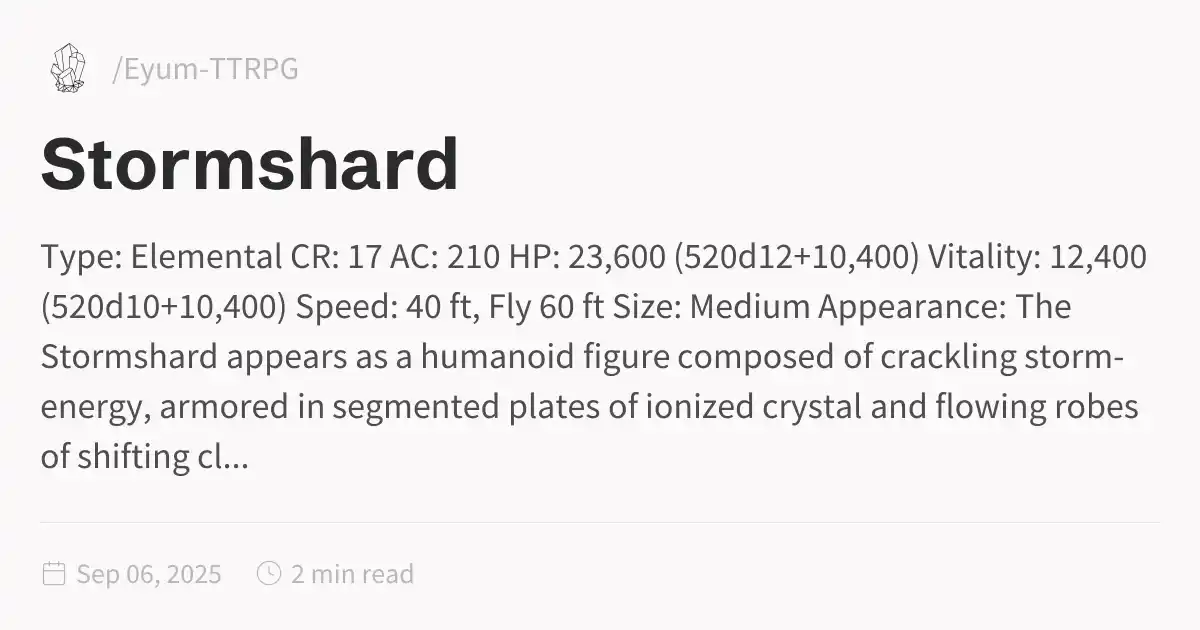 /Eyum-TTRPG
Stormshard
Type: Elemental CR: 17 AC: 210 HP: 23,600 (520d12+10,400) Vitality: 12,400
(520d10+10,400) Speed: 40 ft, Fly 60 ft Size: Medium Appearance: The
Stormshard appears as a humanoid figure composed of crackling storm-
energy, armored in segmented plates of ionized crystal and flowing robes
of shifting cl...
Sep 06, 2025 2 min read